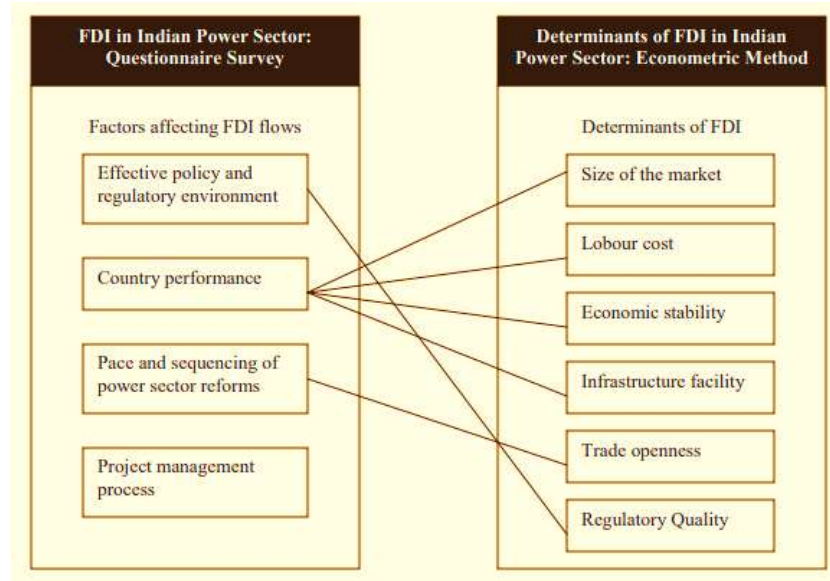 FDI in Indian Power Sector:
Questionnaire Survey
Factors affecting FDI flows
Effective policy and
regulatory environment
Country performance
Pace and sequencing of
power sector reforms
Project management
process
Determinants of FDI in Indian
Power Sector: Econometric Method
Determinants of FDI
Size of the market
Lobour cost
Economic stability
Infrastructure facility
Trade openness
Regulatory Quality